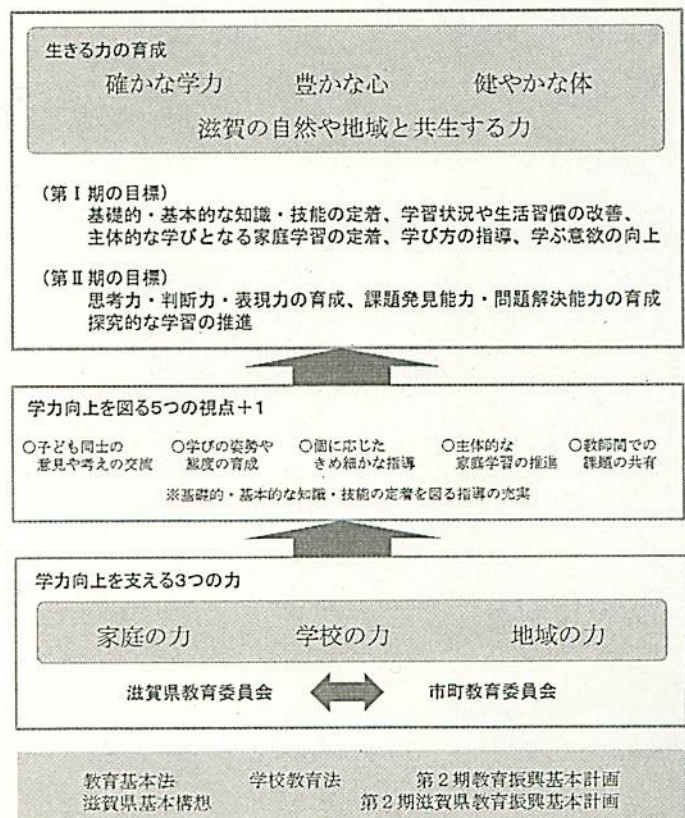 生きる力の育成
確かな学力 豊かな心 健やかな体
滋賀の自然や地域と共生する力
(第Ⅰ期の目標)
基礎的・基本的な知識・技能の定着、学習状況や生活習慣の改善、
主体的な学びとなる家庭学習の定着、学び方の指導、学ぶ意欲の向上
(第Ⅱ期の目標)
思考力・判断力・表現力の育成、課題発見能力・問題解決能力の育成
探究的な学習の推進
学力向上を図る5つの視点+1
○子ども同士の
意見や考えの交流
○学びの姿勢や
態度の育成
○個に応じた
きめ細かな指導
○主体的な
家庭学習の推進
○教師間での
課題の共有
※基礎的・基本的な知識・技能の定着を図る指導の充実
学力向上を支える3つの力
家庭の力 学校の力 地域の力
滋賀県教育委員会 市町教育委員会
教育基本法 学校教育法 第2期教育振興基本計画
滋賀県基本構想 第2期滋賀県教育振興基本計画